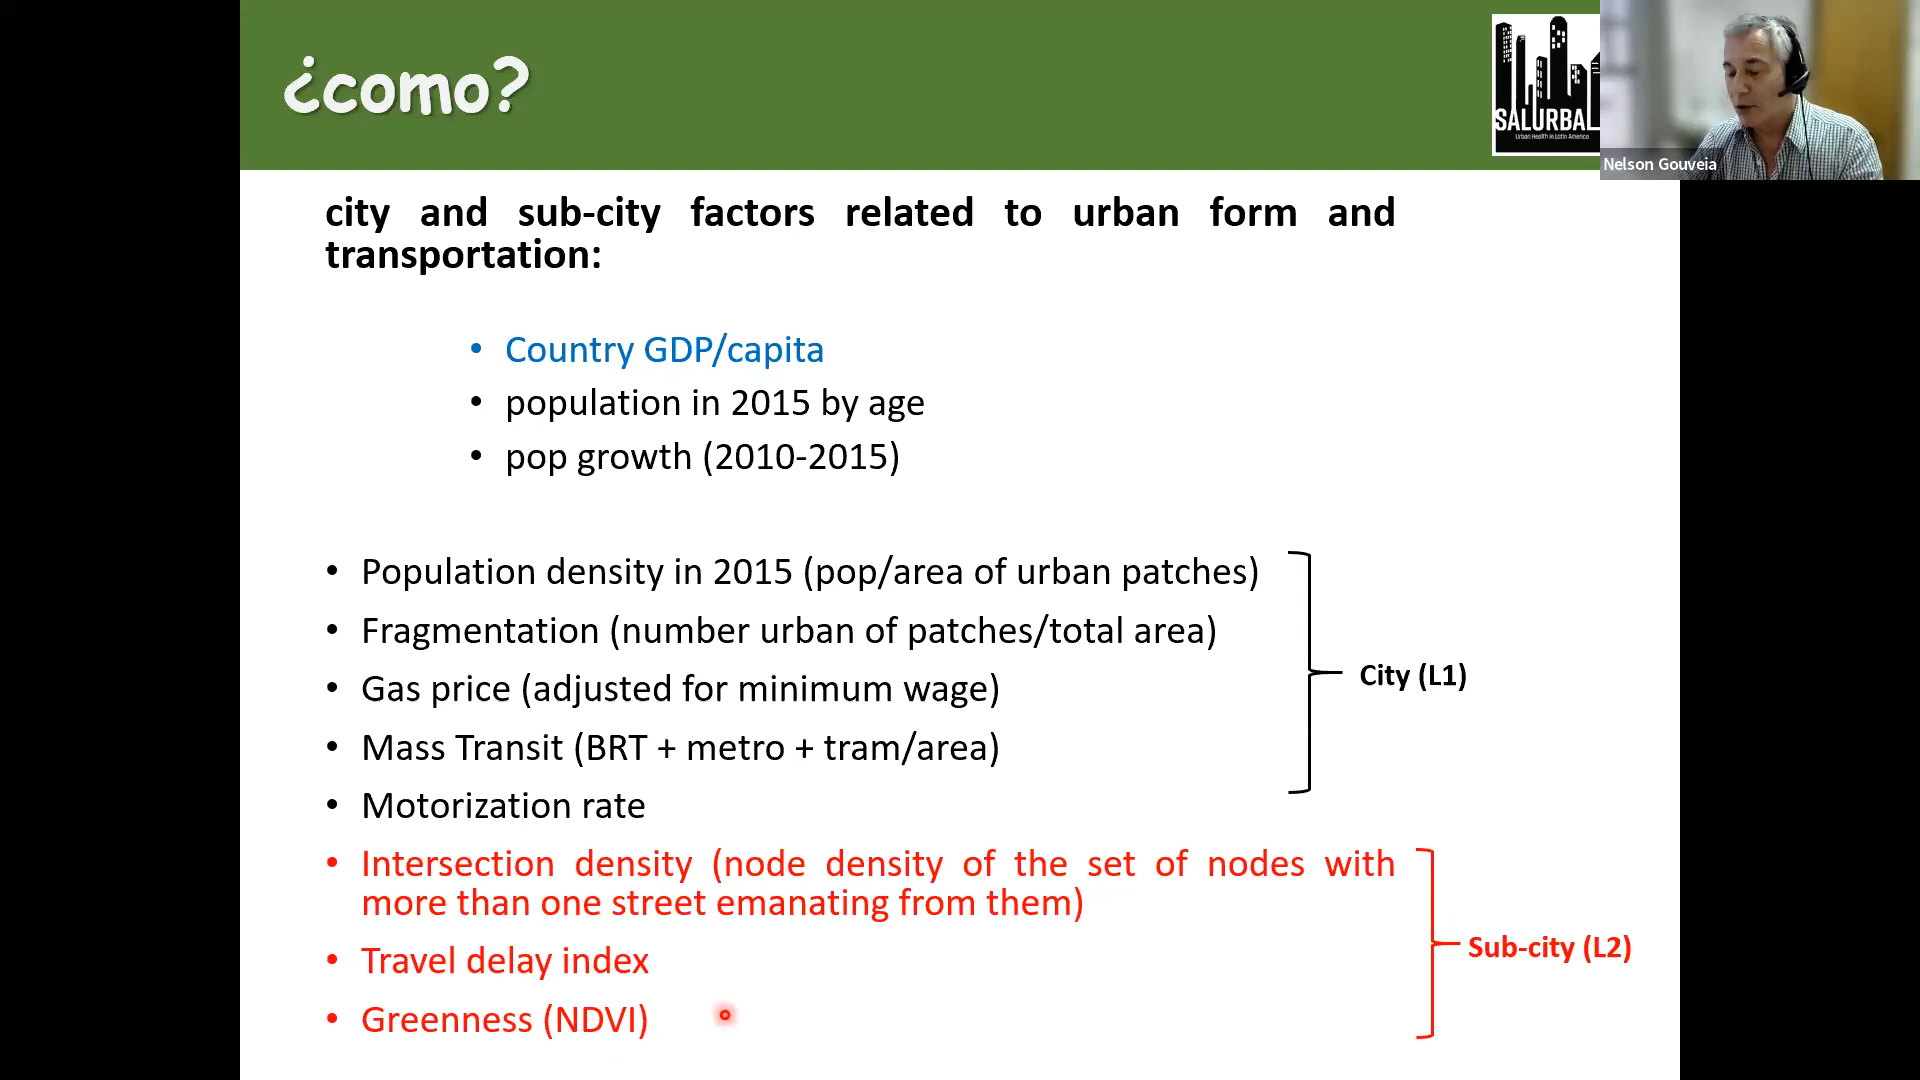 ¿como?
SALURBAL
Urban Health in Latin America
Nelson Gouveia
city and sub-city factors related to urban form and
transportation:
• Country GDP/capita
• population in 2015 by age
• pop growth (2010-2015)
• Population density in 2015 (pop/area of urban patches)
• Fragmentation (number urban of patches/total area)
• Gas price (adjusted for minimum wage)
• Mass Transit (BRT + metro + tram/area)
• Motorization rate
City (L1)
• Intersection density (node density of the set of nodes with
more than one street emanating from them)
• Travel delay index
• Greenness (NDVI)
Sub-city (L2)